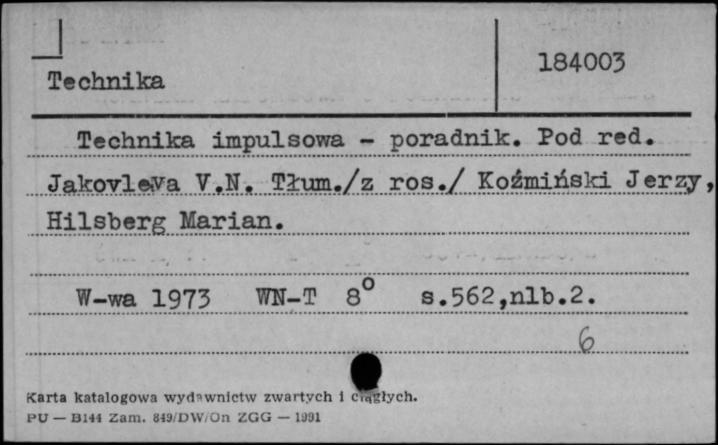 184003
Technika
Technika impulsowa - poradnik. Pod red.
Jakovleva V.N. Tłum./z ros./ Koźmiński Jerzy,
Hilsberg Marian.
W-wa 1973 WN-T 8° s.562,nlb.2.
6
Karta katalogowa wydawnictw zwartych i ciągłych.
PU — B144 Zam. 849/DW/On ZGG — 1991